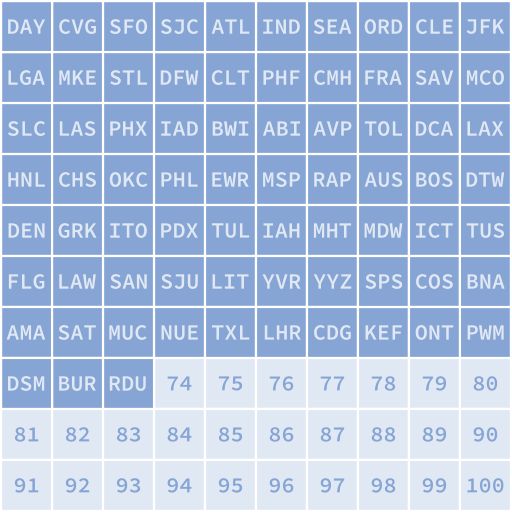 DAY CVG SFO SJC ATL IND SEA ORD CLE JFK
LGA MKE STL DFW CLT PHF CMH FRA SAV MCO
SLC LAS PHX IAD BWI ABI AVP TOL DCA LAX
HNL CHS OKC PHL EWR MSP RAP AUS BOS DTW
DEN GRK ITO PDX TUL IAH MHT MDW ICT TUS
FLG LAW SAN SJU LIT YVR YYZ SPS COS BNA
AMA SAT MUC NUE TXL LHR CDG KEF ONT PWM
DSM BUR RDU 74 75 76 77 78 79 80
81 82 83 84 85 86 87 88 89 90
91 92 93 94 95 96 97 98 99 100